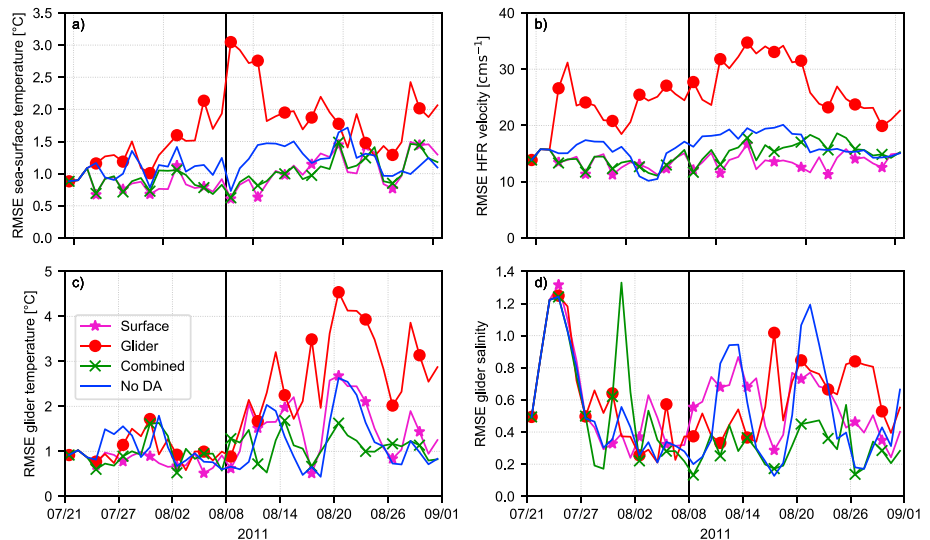 a)
RMSE sea-surface temperature [°C]
3.5
3.0
2.5
2.0
1.5
1.0
0.5
0.0
b)
RMSE HFR velocity [cms⁻¹]
40
30
20
10
0
c)
RMSE glider temperature [°C]
5
4
3
2
1
0
Surface
Glider
Combined
No DA
07/21 07/27 08/02 08/08 08/14 08/20 08/26 09/01
2011
d)
RMSE glider salinity
1.4
1.2
1.0
0.8
0.6
0.4
0.2
0.0
07/21 07/27 08/02 08/08 08/14 08/20 08/26 09/01
2011